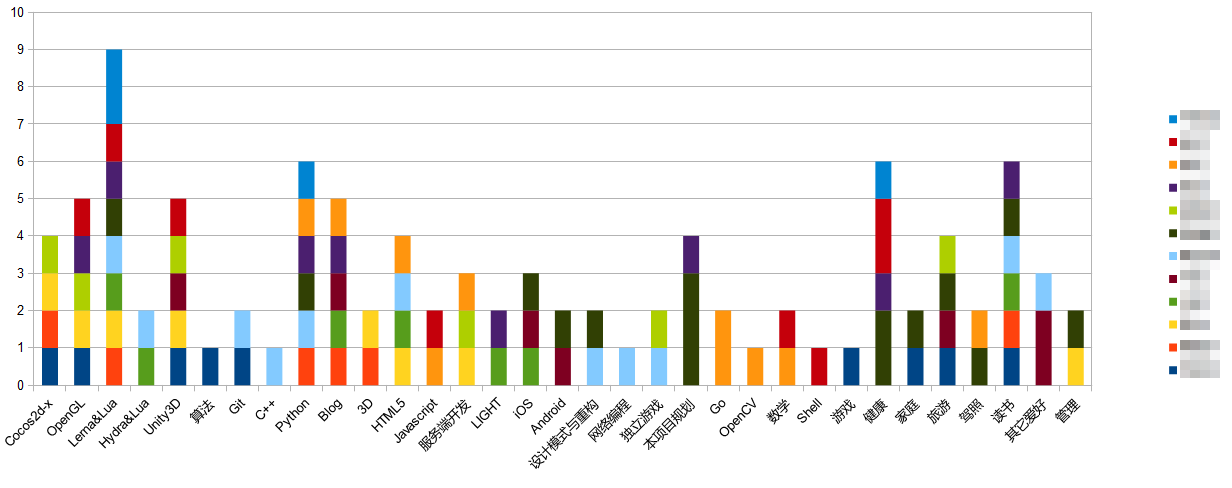 10
9
8
7
6
5
4
3
2
1
0
Cocos2d-x
OpenGL
Lema&Lua
Hydra&Lua
Unity3D
算法
Git
C++
Python
Blog
3D
HTML5
Javascript
服务端开发
LIGHT
iOS
Android
设计模式与重构
网络编程
独立游戏
本项目规划
Go
OpenCV
数学
Shell
游戏
健康
家庭
旅游
驾照
读书
其它爱好
管理